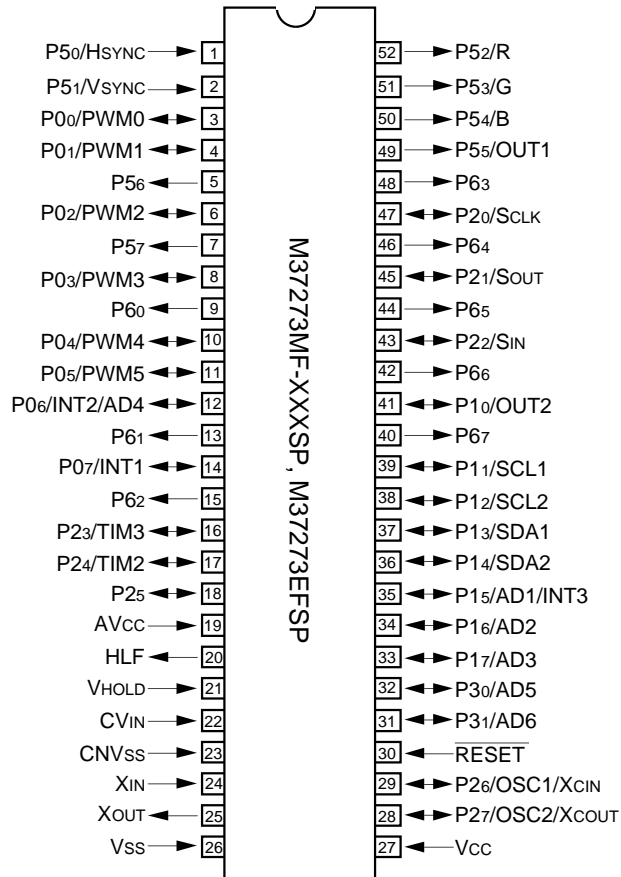 P50/HSYNC 1
P51/VSYNC 2
P00/PWM0 3
P01/PWM1 4
P56 5
P02/PWM2 6
P57 7
P03/PWM3 8
P60 9
P04/PWM4 10
P05/PWM5 11
P06/INT2/AD4 12
P61 13
P07/INT1 14
P62 15
P23/TIM3 16
P24/TIM2 17
P25 18
AVCC 19
HLF 20
VHOLD 21
CVIN 22
CNVSS 23
XIN 24
XOUT 25
VSS 26
M37273MF-XXXSP, M37273EFSP
52 P52/R
51 P53/G
50 P54/B
49 P55/OUT1
48 P63
47 P20/SCLK
46 P64
45 P21/SOUT
44 P65
43 P22/SIN
42 P66
41 P10/OUT2
40 P67
39 P11/SCL1
38 P12/SCL2
37 P13/SDA1
36 P14/SDA2
35 P15/AD1/INT3
34 P16/AD2
33 P17/AD3
32 P30/AD5
31 P31/AD6
30 RESET
29 P26/OSC1/XCIN
28 P27/OSC2/XCOUT
27 VCC